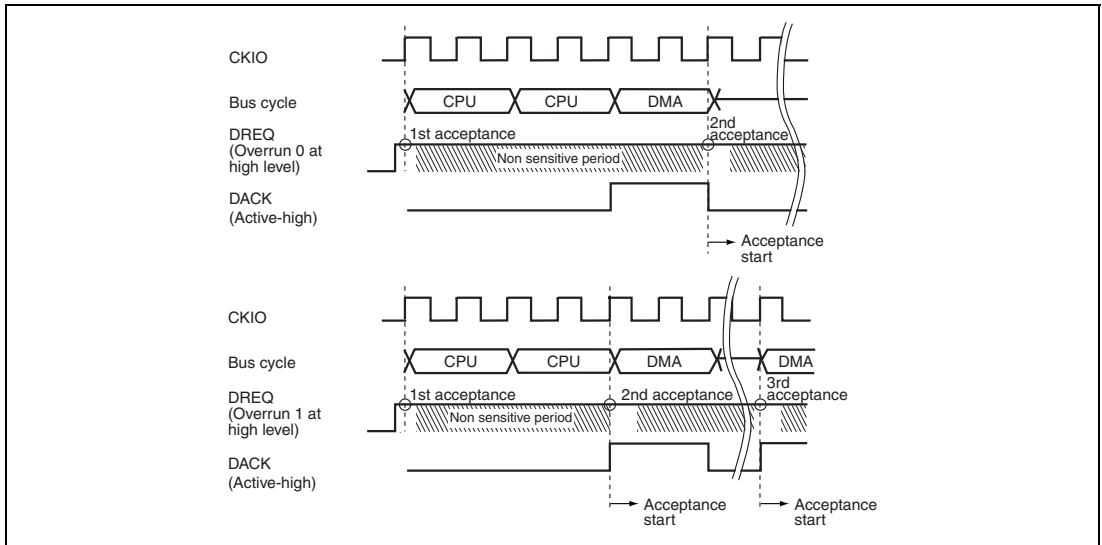 CKIO
Bus cycle
CPU
CPU
DMA
DREQ
(Overrun 0 at
high level)
1st acceptance
2nd
acceptance
Non sensitive period
DACK
(Active-high)
Acceptance
start
CKIO
Bus cycle
CPU
CPU
DMA
DMA
DREQ
(Overrun 1 at
high level)
1st acceptance
2nd acceptance
3rd
acceptance
Non sensitive period
DACK
(Active-high)
Acceptance
start
Acceptance
start